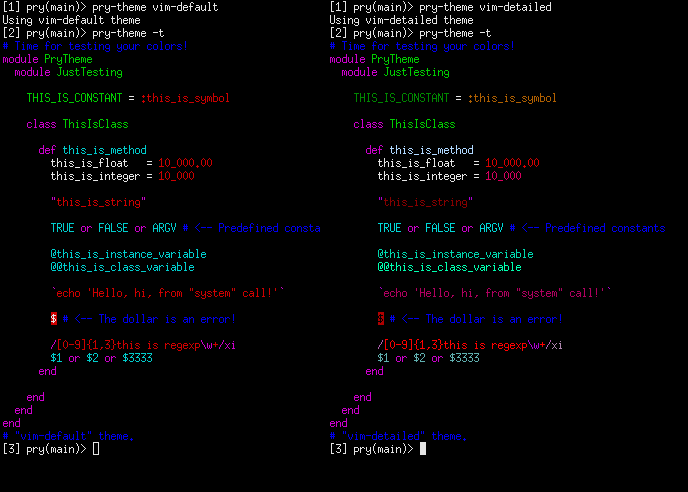 [1] pry(main)> pry-theme vim-default
Using vim-default theme
[2] pry(main)> pry-theme -t
# Time for testing your colors!
module PryTheme
module JustTesting
THIS_IS_CONSTANT = :this_is_symbol
class ThisIsClass
def this_is_method
this_is_float = 10_000.00
this_is_integer = 10_000
"this_is_string"
TRUE or FALSE or ARGV # <-- Predefined consta
@this_is_instance_variable
@@this_is_class_variable
`echo 'Hello, hi, from "system" call!'`
$ # <-- The dollar is an error!
/[0-9]{1,3}this is regexp\w+/xi
$1 or $2 or $3333
end
end
end
end
# "vim-default" theme.
[3] pry(main)>
[1] pry(main)> pry-theme vim-detailed
Using vim-detailed theme
[2] pry(main)> pry-theme -t
# Time for testing your colors!
module PryTheme
module JustTesting
THIS_IS_CONSTANT = :this_is_symbol
class ThisIsClass
def this_is_method
this_is_float = 10_000.00
this_is_integer = 10_000
"this_is_string"
TRUE or FALSE or ARGV # <-- Predefined constants
@this_is_instance_variable
@@this_is_class_variable
`echo 'Hello, hi, from "system" call!'`
$ # <-- The dollar is an error!
/[0-9]{1,3}this is regexp\w+/xi
$1 or $2 or $3333
end
end
end
end
# "vim-detailed" theme.
[3] pry(main)>